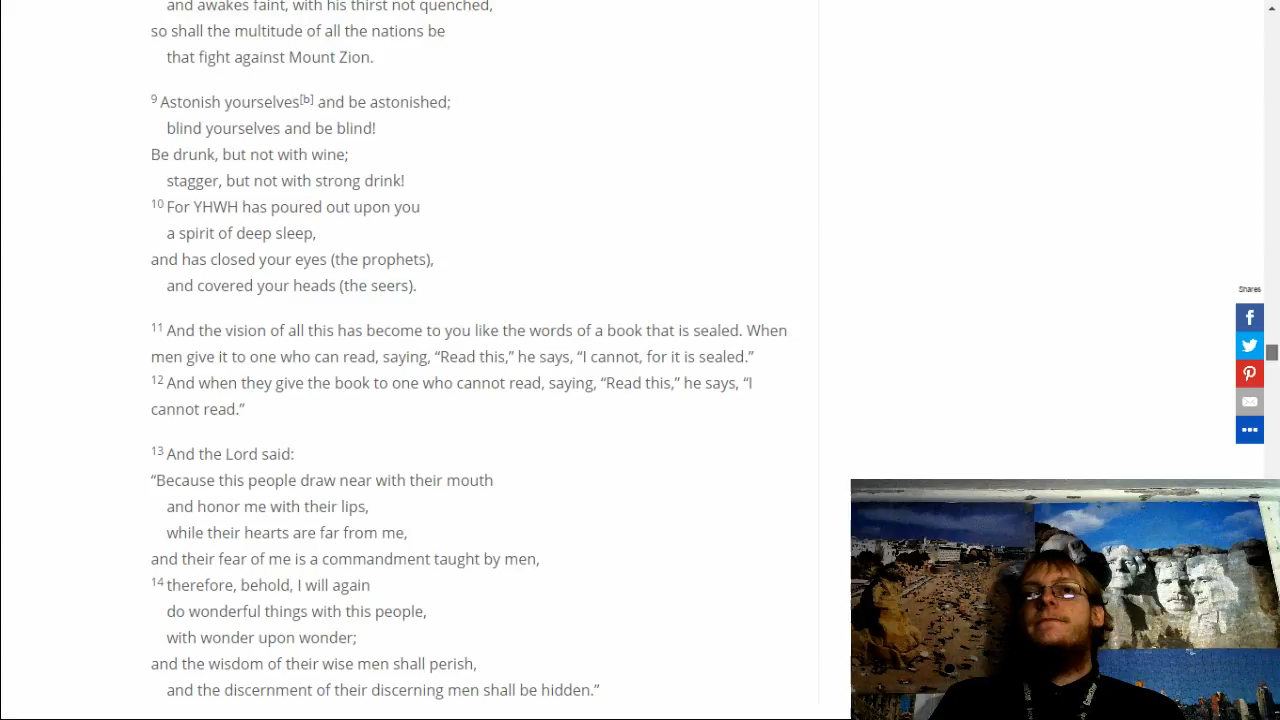 and awakes faint, with his thirst not quenched,
so shall the multitude of all the nations be
that fight against Mount Zion.
9 Astonish yourselves[b] and be astonished;
blind yourselves and be blind!
Be drunk, but not with wine;
stagger, but not with strong drink!
10 For YHWH has poured out upon you
a spirit of deep sleep,
and has closed your eyes (the prophets),
and covered your heads (the seers).
11 And the vision of all this has become to you like the words of a book that is sealed. When
men give it to one who can read, saying, “Read this,” he says, “I cannot, for it is sealed.”
12 And when they give the book to one who cannot read, saying, “Read this,” he says, “I
cannot read.”
13 And the Lord said:
“Because this people draw near with their mouth
and honor me with their lips,
while their hearts are far from me,
and their fear of me is a commandment taught by men,
14 therefore, behold, I will again
do wonderful things with this people,
with wonder upon wonder;
and the wisdom of their wise men shall perish,
and the discernment of their discerning men shall be hidden.”
Shares